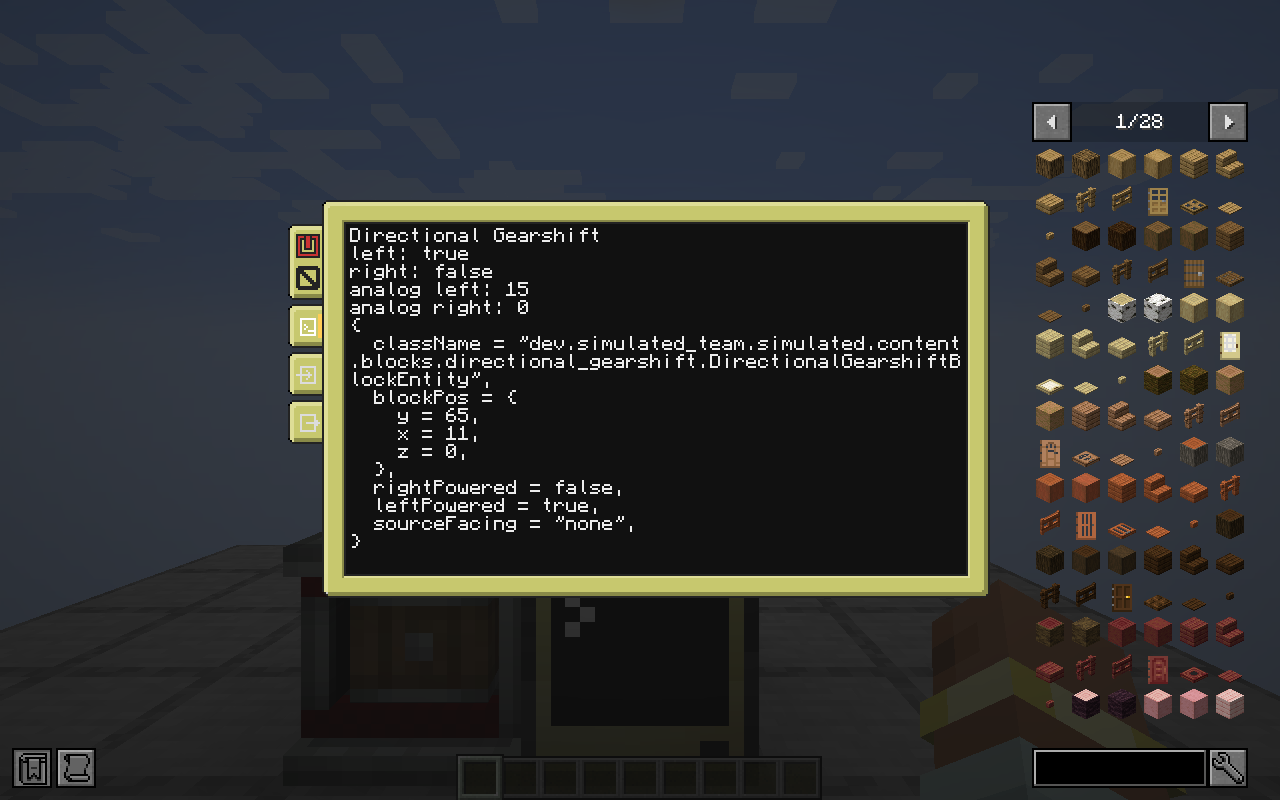 1/28
Directional Gearshift
left: true
right: false
analog left: 15
analog right: 0
{
  className = "dev.simulated_team.simulated.content
.blocks.directional_gearshift.DirectionalGearshiftB
lockEntity",
  blockPos = {
    y = 65,
    x = 11,
    z = 0,
  },
  rightPowered = false,
  leftPowered = true,
  sourceFacing = "none",
}